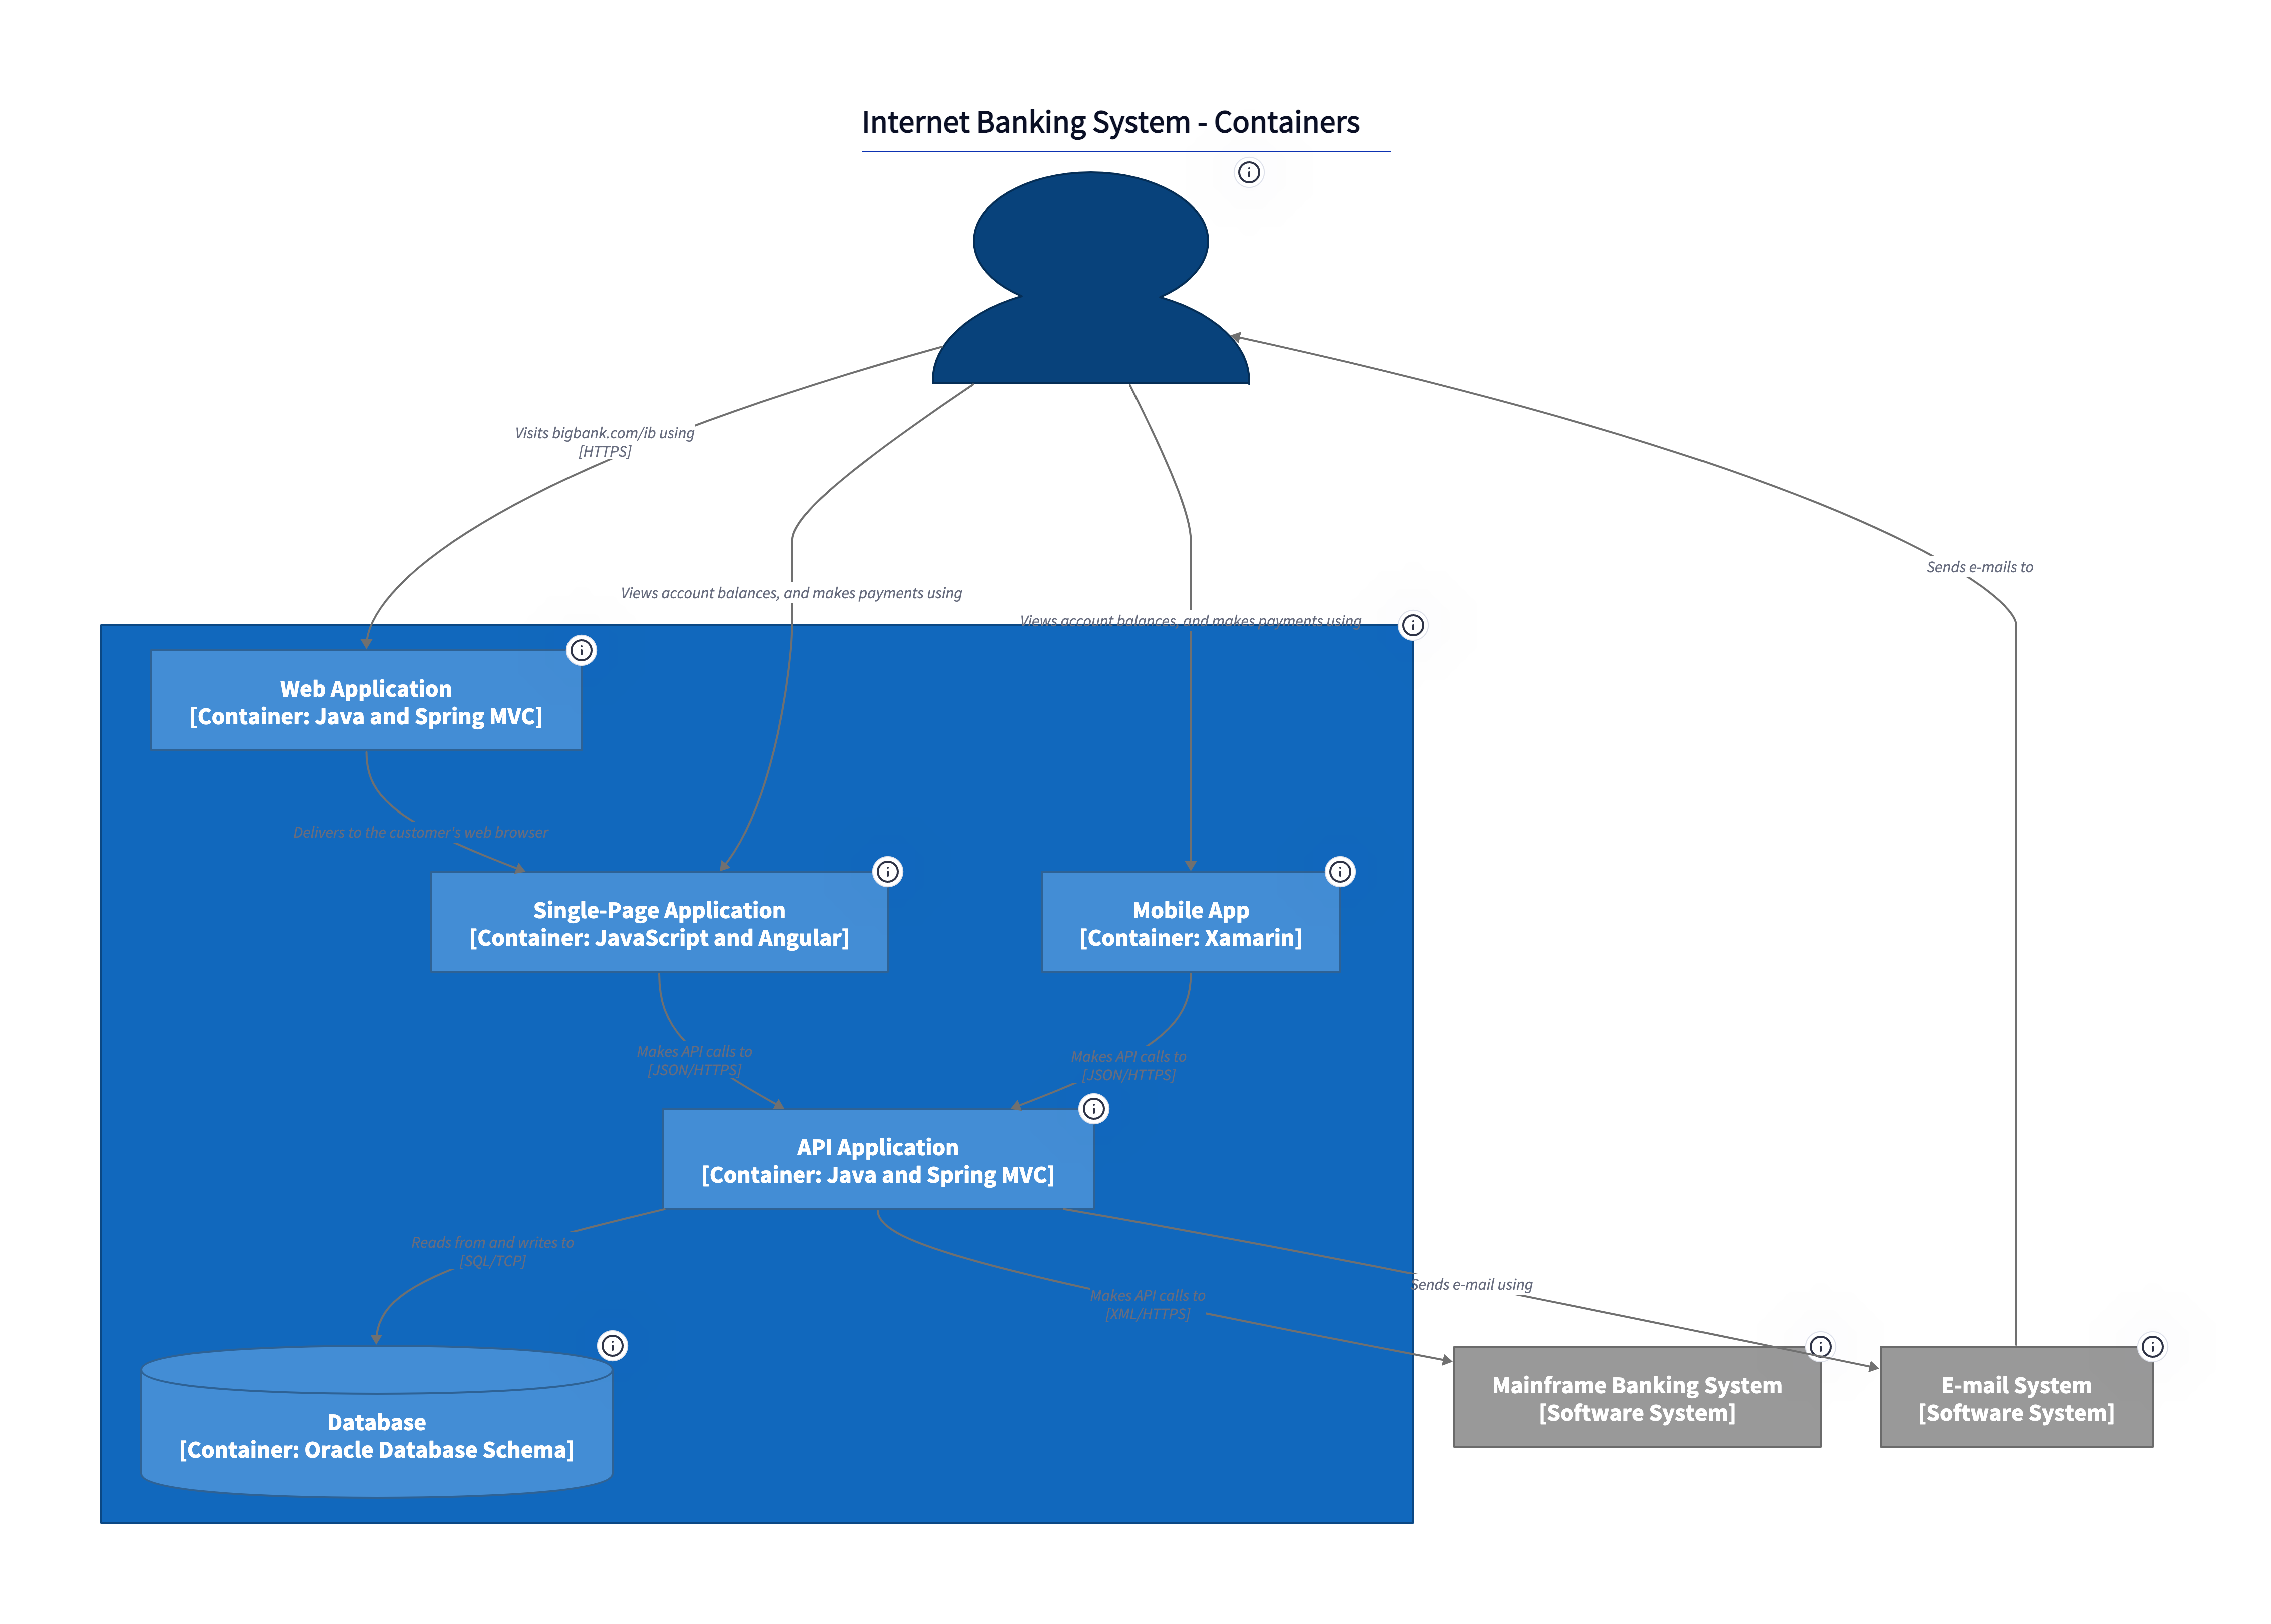 Internet Banking System - Containers
Visits bigbank.com/ib using
[HTTPS]
Sends e-mails to
Views account balances, and makes payments using
Views account balances, and makes payments using
Web Application
[Container: Java and Spring MVC]
Delivers to the customer's web browser
Single-Page Application
[Container: JavaScript and Angular]
Mobile App
[Container: Xamarin]
Makes API calls to
[JSON/HTTPS]
Makes API calls to
[JSON/HTTPS]
API Application
[Container: Java and Spring MVC]
Reads from and writes to
[SQL/TCP]
Sends e-mail using
Makes API calls to
[XML/HTTPS]
Mainframe Banking System
[Software System]
E-mail System
[Software System]
Database
[Container: Oracle Database Schema]